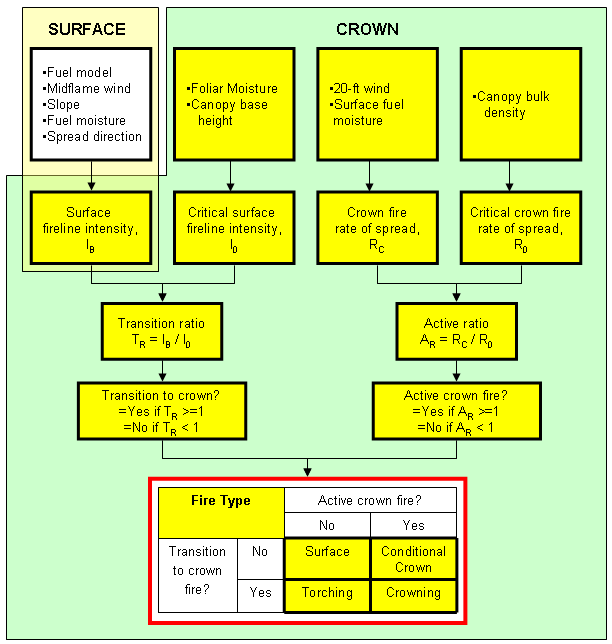 SURFACE
CROWN
•Fuel model
•Midflame wind
•Slope
•Fuel moisture
•Spread direction
•Foliar Moisture
•Canopy base
height
•20-ft wind
•Surface fuel
moisture
•Canopy bulk
density
Surface
fireline intensity,
I_B
Critical surface
fireline intensity,
I_0
Crown fire
rate of spread,
R_C
Critical crown fire
rate of spread,
R_0
Transition ratio
T_R = I_B / I_0
Active ratio
A_R = R_C / R_0
Transition to crown?
=Yes if T_R >=1
=No if T_R < 1
Active crown fire?
=Yes if A_R >=1
=No if A_R < 1
Fire Type
Active crown fire?
No
Yes
Transition
to crown
fire?
No
Surface
Conditional
Crown
Yes
Torching
Crowning